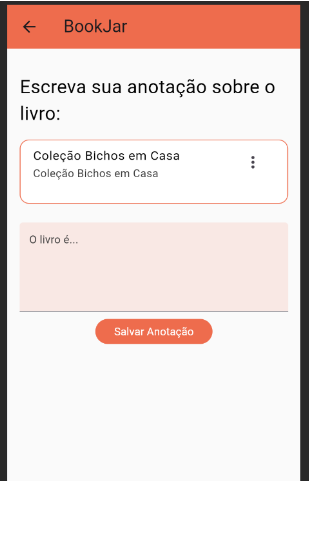 BookJar
Escreva sua anotação sobre o
livro:
Coleção Bichos em Casa
Coleção Bichos em Casa
O livro é...
Salvar Anotação